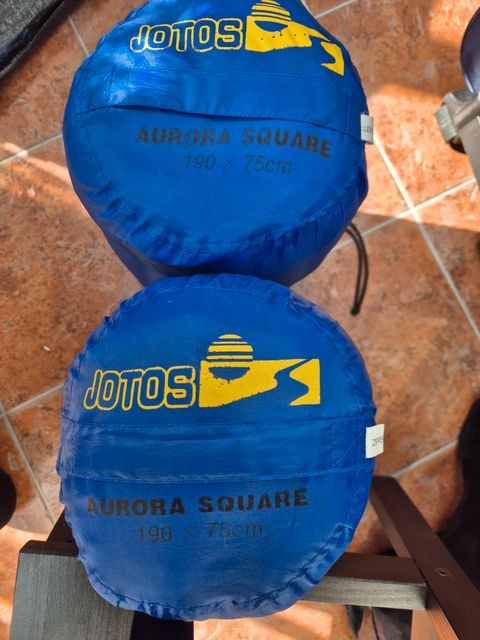 JOTOS
AURORA SQUARE
190 × 75cm
JOTOS
AURORA SQUARE
190 × 75cm